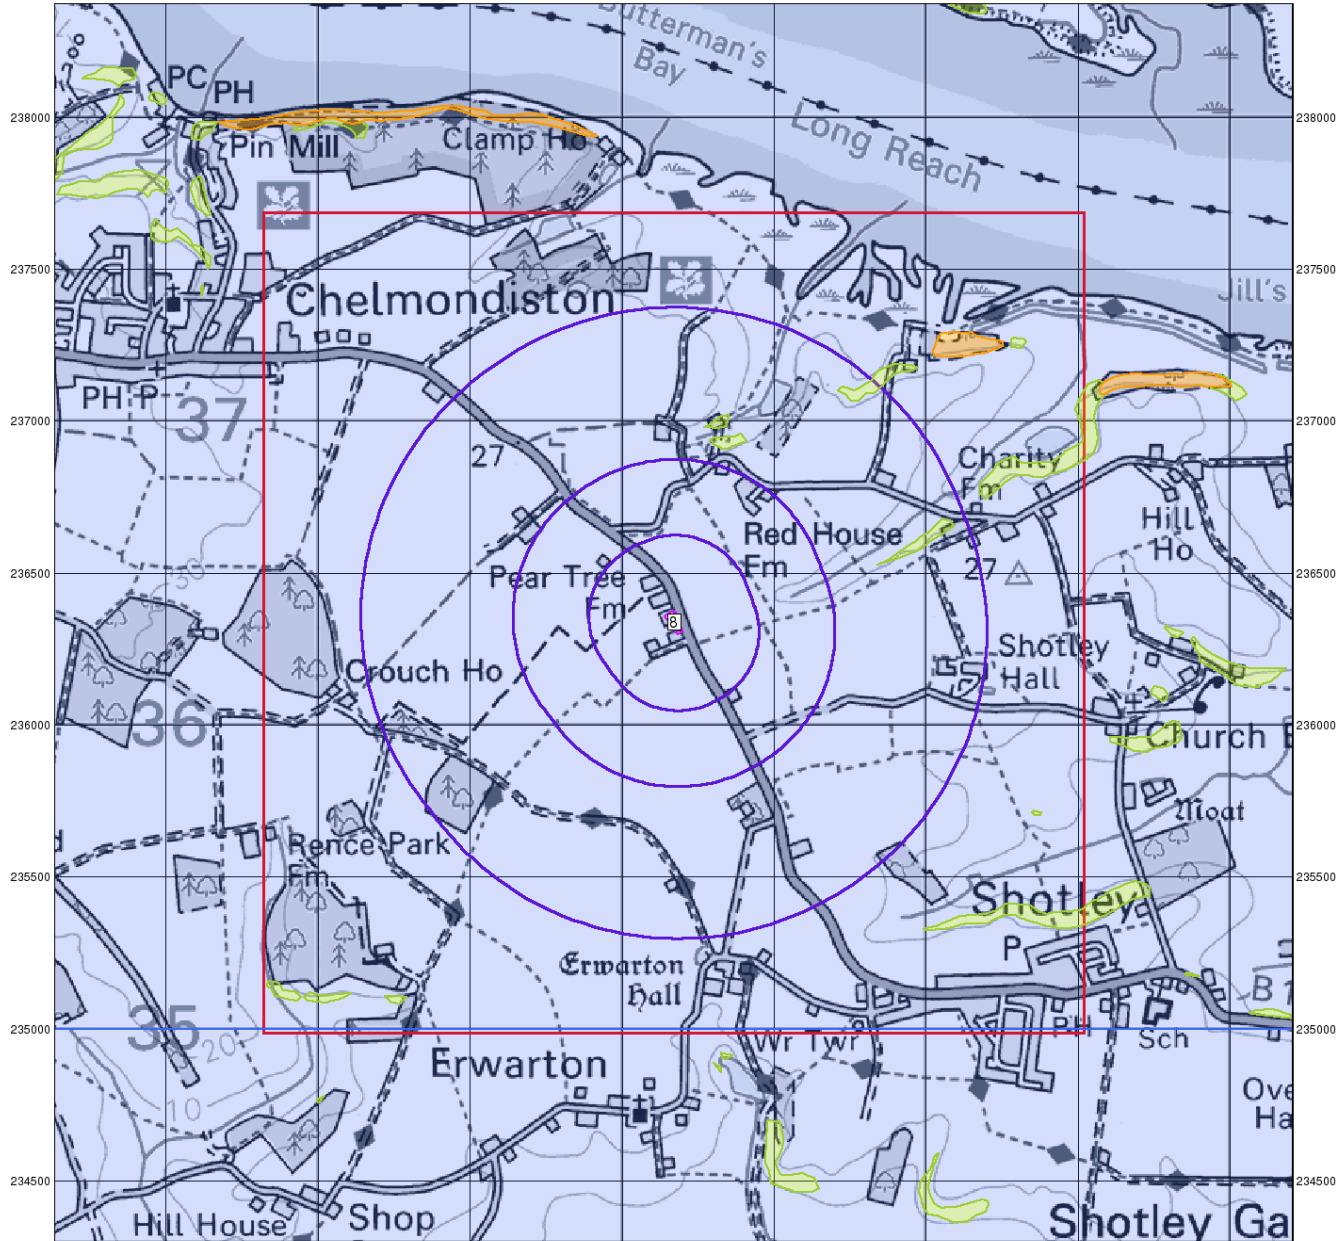 Butterman's
Bay
PC
PH
238000
238000
Long Reach
Pin Mill
Clamp Ho
237500
237500
Chelmondiston
Jill's
PH P
37
237000
237000
27
Charity
Fm
Hill
Ho
Red House
Fm
30
236500
236500
27
Pear Tree
Fm
8
Shotley
Hall
Crouch Ho
36
236000
236000
Church
Moat
Rence Park
Fm
235500
235500
Shotley
P
Erwarton
Hall
B1
35
235000
235000
Wr Twr
PH
Sch
20
Erwarton
10
Ove
Ha
234500
234500
Hill House
Shop
Shotley Ga